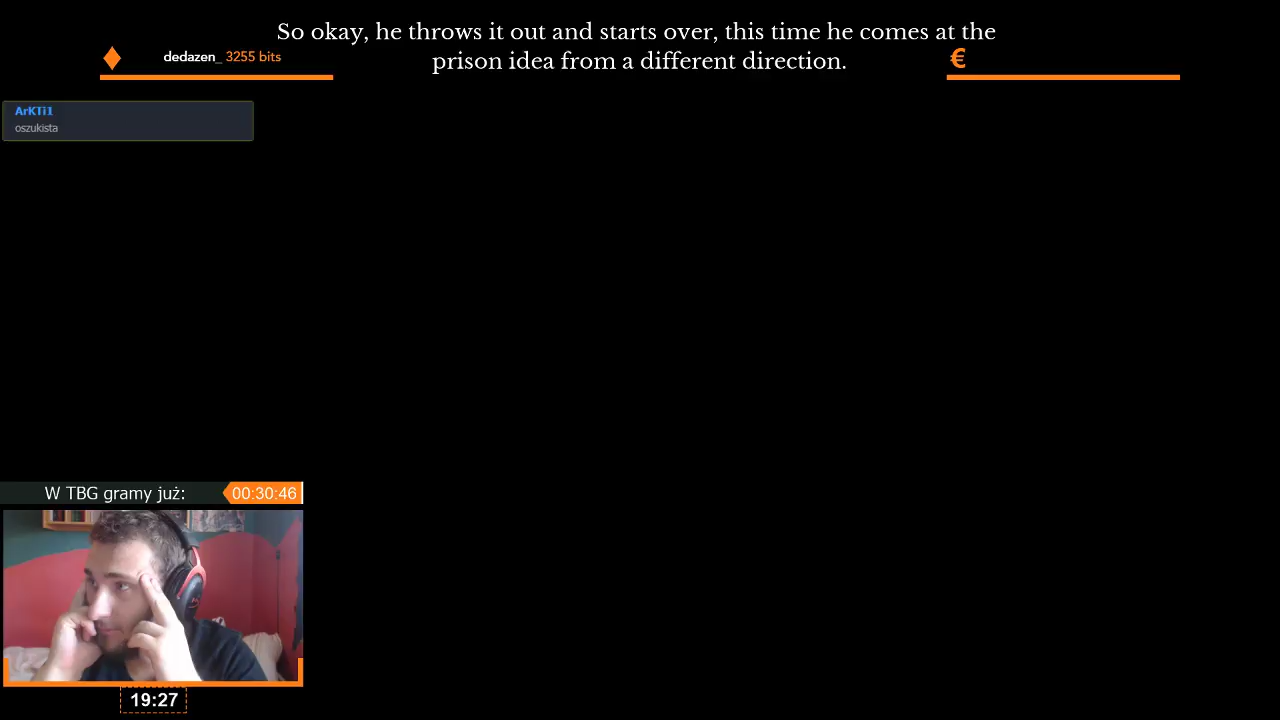 So okay, he throws it out and starts over, this time he comes at the
prison idea from a different direction.
dedazen_ 3255 bits
€
ArKTi1
oszukista
W TBG gramy już: 00:30:46
19:27